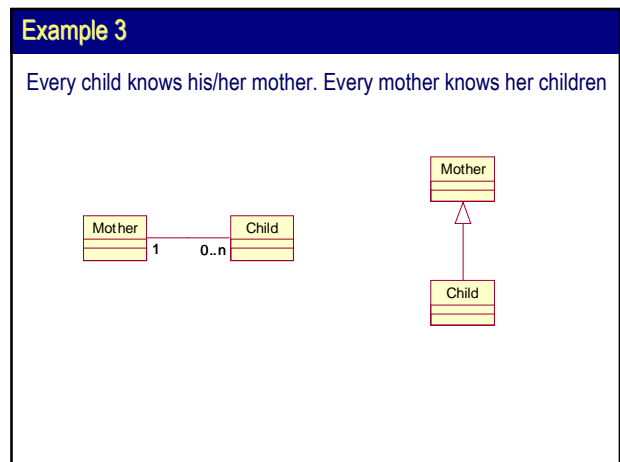 Example 3
Every child knows his/her mother. Every mother knows her children
Mother
1
0..n
Child
Mother
Child